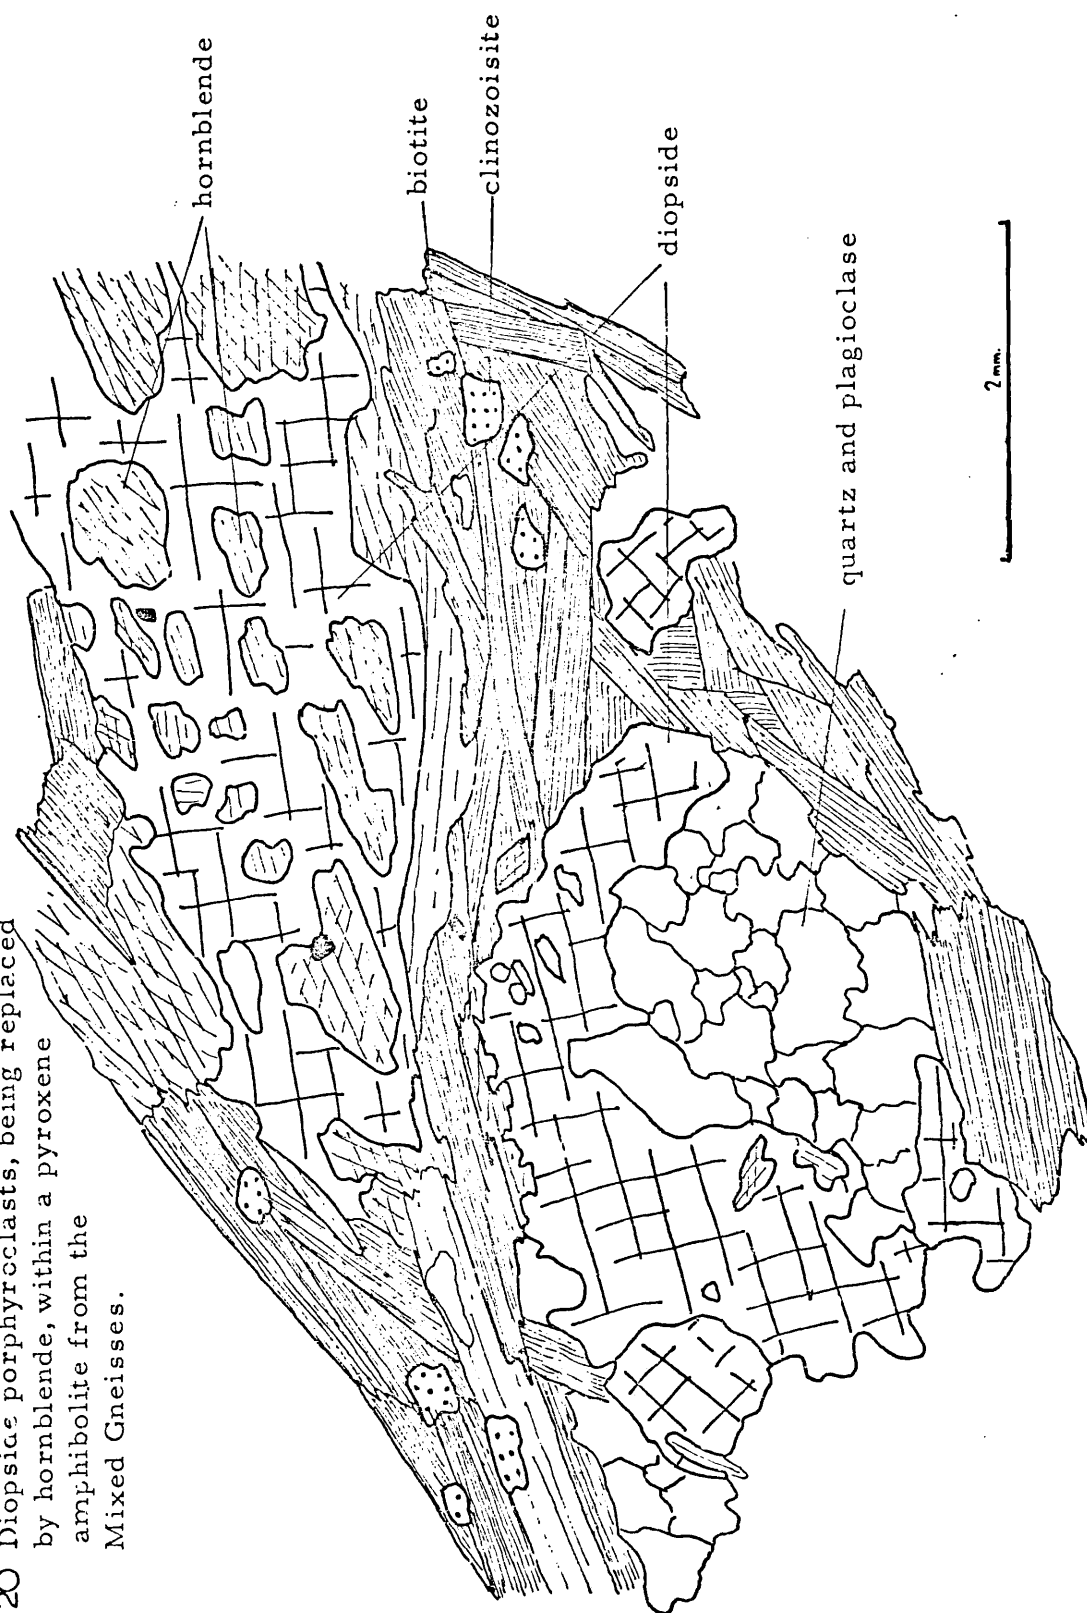 20 Diopside porphyroclasts, being replaced
by hornblende, within a pyroxene
amphibolite from the
Mixed Gneisses.
hornblende
biotite
clinozoisite
diopside
quartz and plagioclase
2mm.